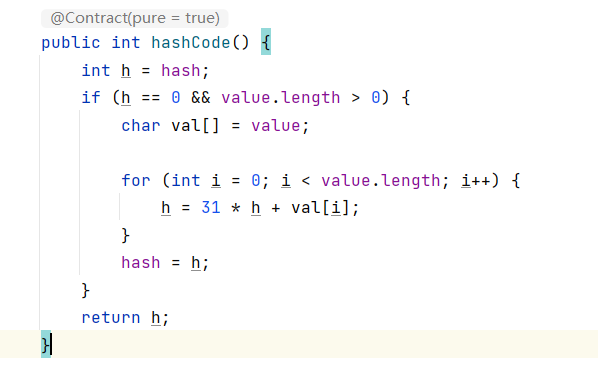 @Contract(pure = true)
public int hashCode() {
int h = hash;
if (h == 0 && value.length > 0) {
char val[] = value;
for (int i = 0; i < value.length; i++) {
h = 31 * h + val[i];
}
hash = h;
}
return h;
}